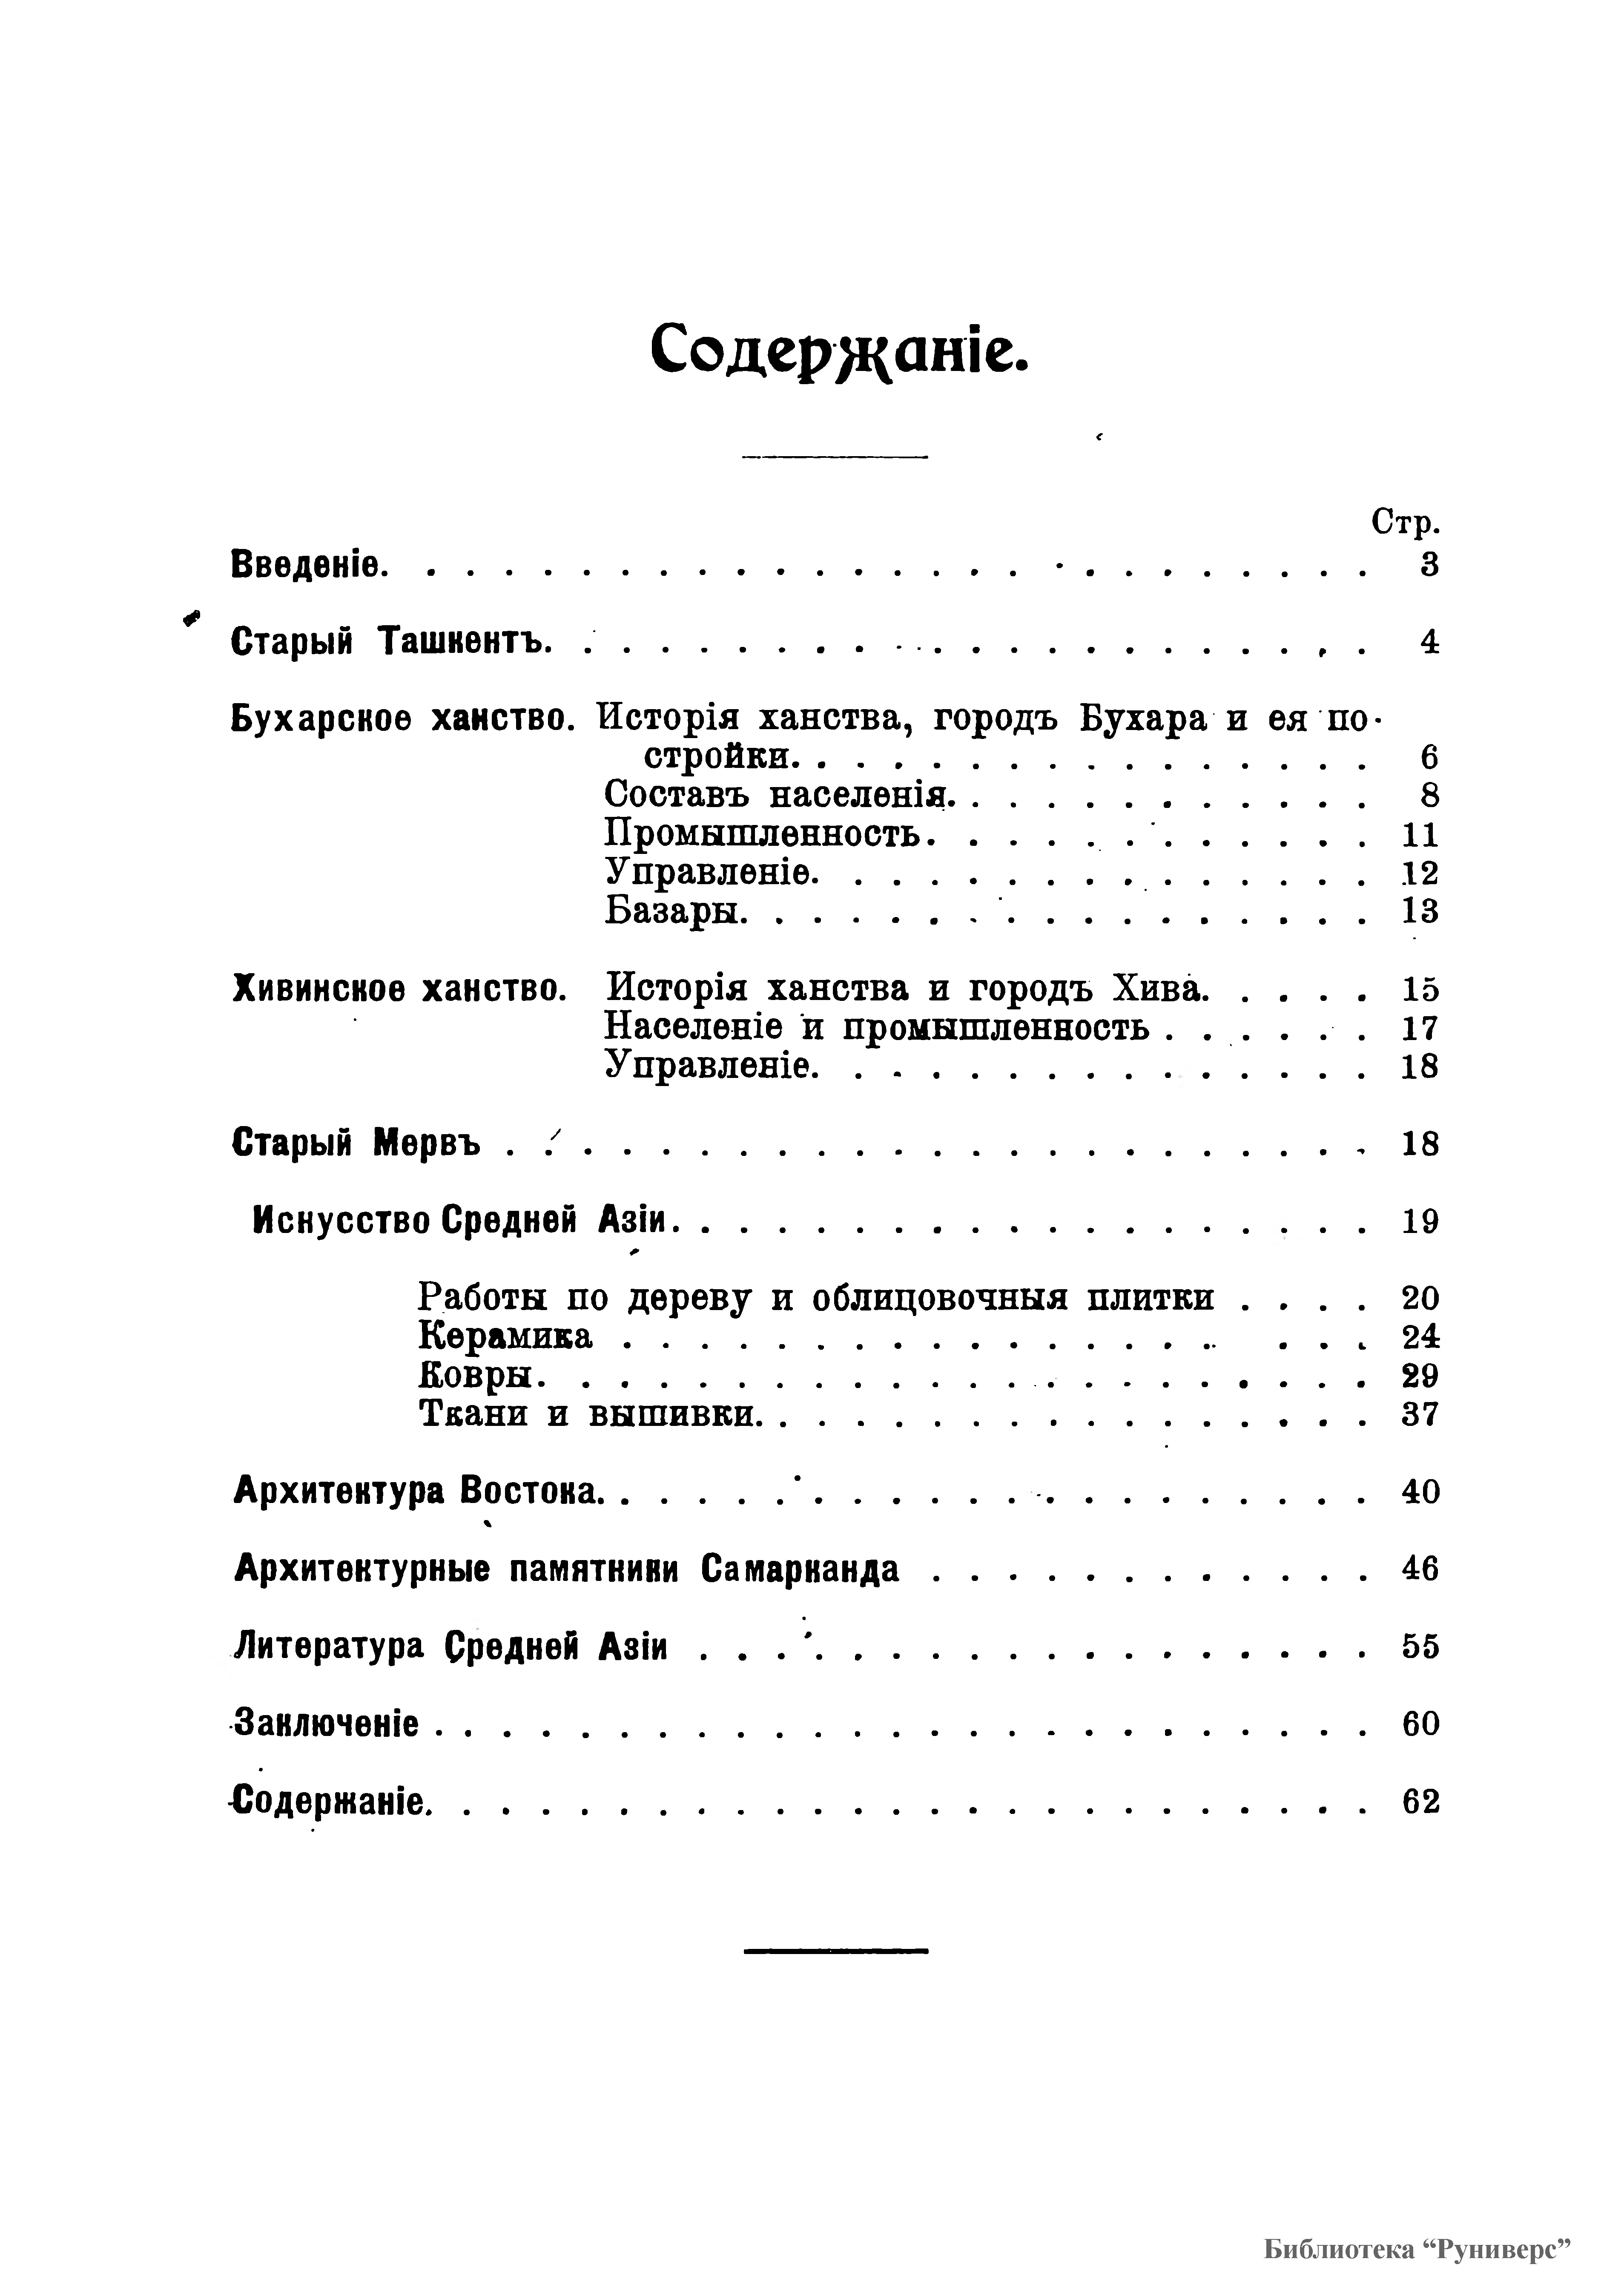 Содержаніе.
Стр.
Введеніе. . . . . . . . . . . . . . . . . . . . . . . . . . 3
Старый Ташкентъ. . . . . . . . . . . . . . . . . . . . . . 4
Бухарское ханство. Исторія ханства, городъ Бухара и ея по-
стройки. . . . . . . . . . . . . . . . 6
Составъ населенія. . . . . . . . . . . . 8
Промышленность. . . . . . . . . . . . . 11
Управленіе. . . . . . . . . . . . . . . 12
Базары. . . . . . . . . . . . . . . . . 13
Хивинское ханство. Исторія ханства и городъ Хива. . . . . 15
Населеніе и промышленность . . . . . . 17
Управленіе. . . . . . . . . . . . . . . 18
Старый Мервъ . . . . . . . . . . . . . . . . . . . . . . . 18
Искусство Средней Азіи. . . . . . . . . . . . . . . . . . . 19
Работы по дереву и облицовочныя плитки . . . . 20
Керамика . . . . . . . . . . . . . . . . . . . 24
Ковры. . . . . . . . . . . . . . . . . . . . . . 29
Ткани и вышивки. . . . . . . . . . . . . . . . . 37
Архитектура Востока. . . . . . . . . . . . . . . . . . . . . 40
Архитектурные памятники Самарканда . . . . . . . . . . . . 46
Литература Средней Азіи . . . . . . . . . . . . . . . . . . 55
Заключеніе . . . . . . . . . . . . . . . . . . . . . . . . . 60
Содержаніе. . . . . . . . . . . . . . . . . . . . . . . . . 62
Библиотека “Руниверс”